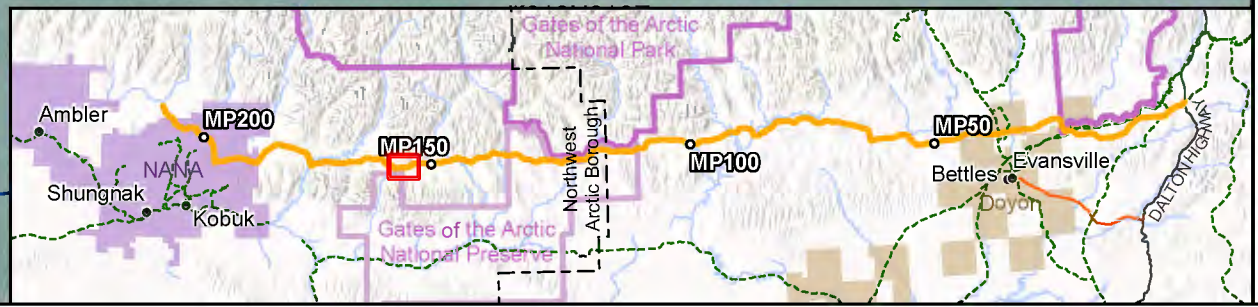 Gates of the Arctic
National Park
Ambler
MP200
NANA
Shungnak
Kobuk
MP150
Northwest
Arctic Borough
MP100
MP50
Evansville
Bettles
Doyon
DALTON HIGHWAY
Gates of the Arctic
National Preserve